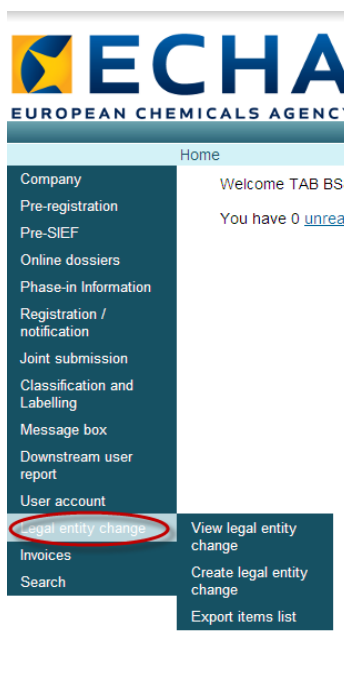 ECHA
EUROPEAN CHEMICALS AGENCY
Home
Company
Pre-registration
Pre-SIEF
Online dossiers
Phase-in Information
Registration /
notification
Joint submission
Classification and
Labelling
Message box
Downstream user
report
User account
Legal entity change
Invoices
Search
Welcome TAB BS
You have 0 unrea
View legal entity
change
Create legal entity
change
Export items list